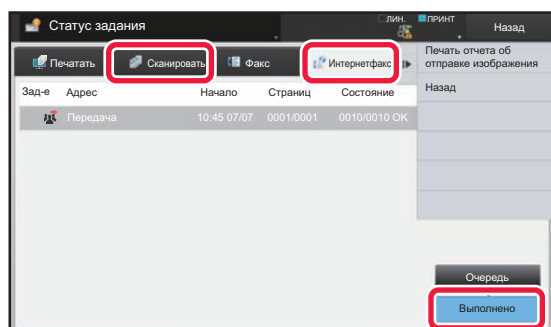 Статус задания
ЛИН. ПРИНТ
Назад
Печатать Сканировать Факс Интернетфакс
Печать отчета об
отправке изображения
Зад-е Адрес Начало Страниц Состояние
Назад
Передача 10:45 07/07 0001/0001 0010/0010 OK
Очередь
Выполнено